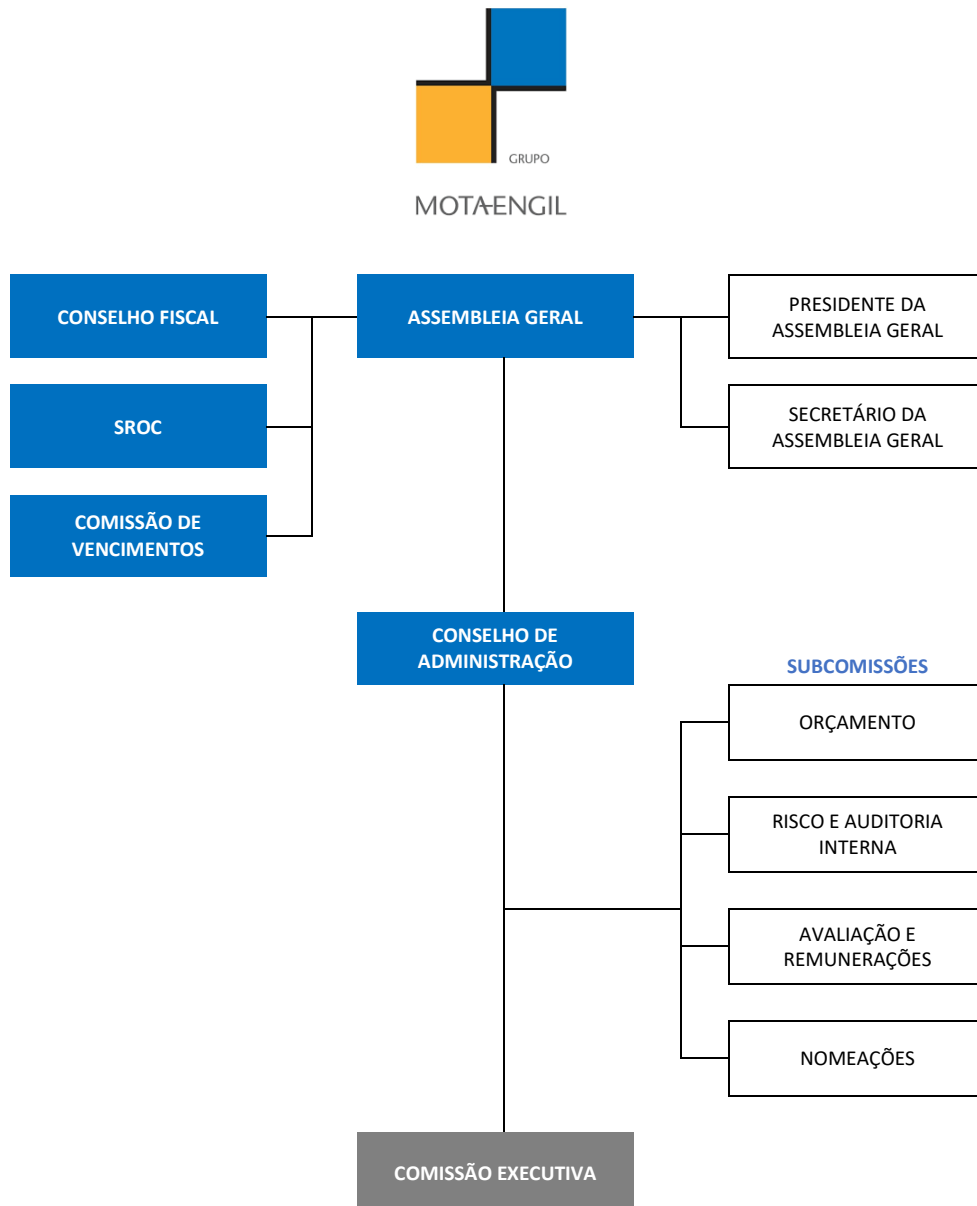 GRUPO
MOTA-ENGIL
CONSELHO FISCAL
ASSEMBLEIA GERAL
PRESIDENTE DA
ASSEMBLEIA GERAL
SROC
SECRETÁRIO DA
ASSEMBLEIA GERAL
COMISSÃO DE
VENCIMENTOS
CONSELHO DE
ADMINISTRAÇÃO
SUBCOMISSÕES
ORÇAMENTO
RISCO E AUDITORIA
INTERNA
AVALIAÇÃO E
REMUNERAÇÕES
NOMEAÇÕES
COMISSÃO EXECUTIVA